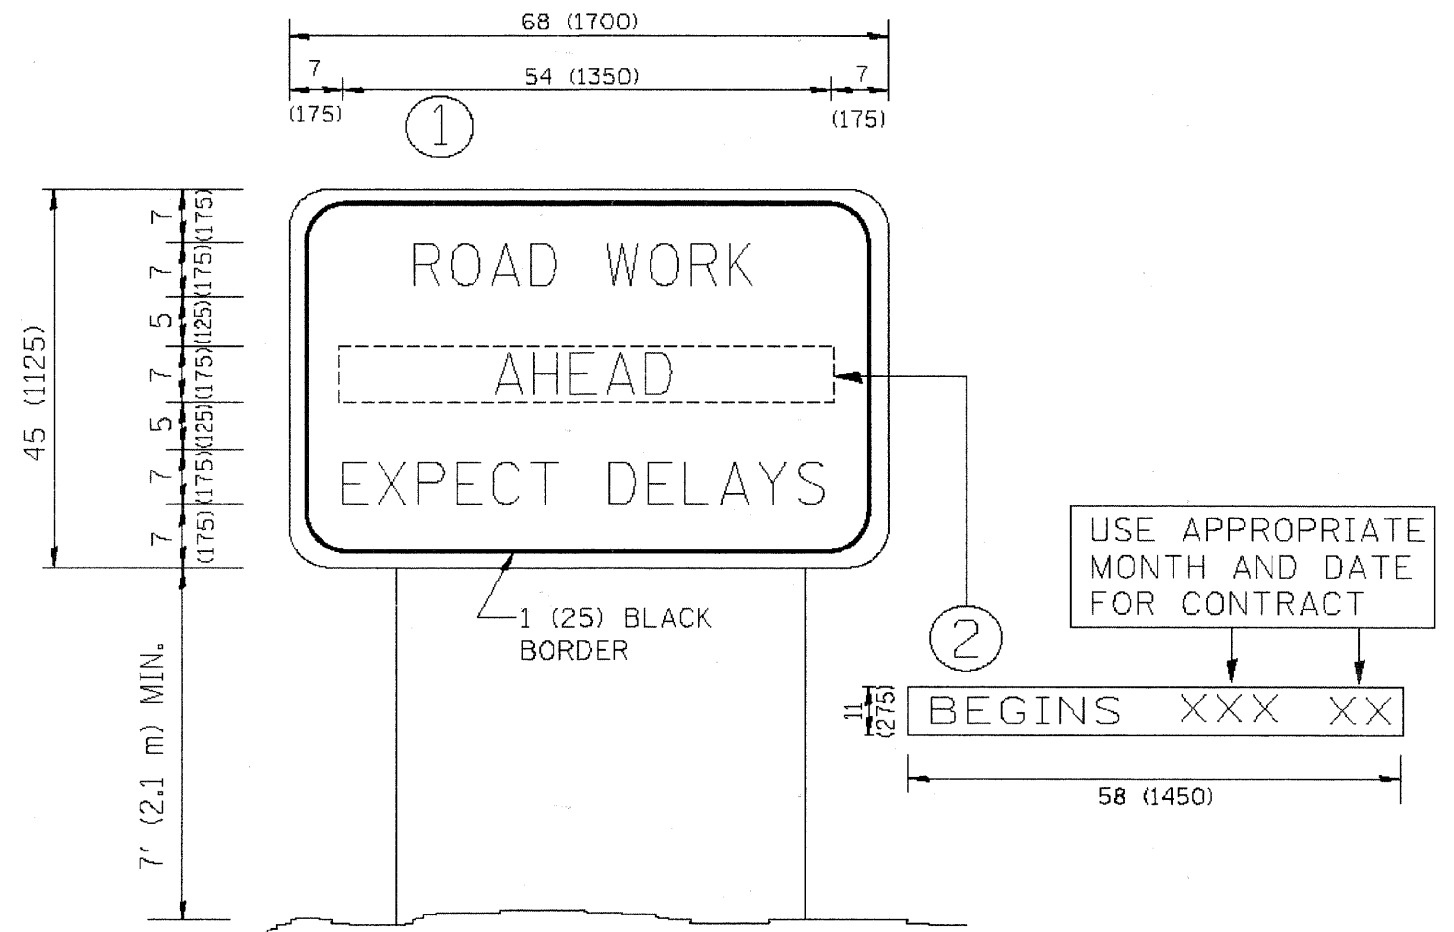 68 (1700)
7
54 (1350)
7
(175)
(175)
1
7 (175)
7 (175)
5 (125)
7 (175)
5 (125)
7 (175)
7 (175)
45 (1125)
ROAD WORK
AHEAD
EXPECT DELAYS
1 (25) BLACK
BORDER
7' (2.1 m) MIN.
USE APPROPRIATE
MONTH AND DATE
FOR CONTRACT
2
11
(275)
BEGINS XXX XX
58 (1450)